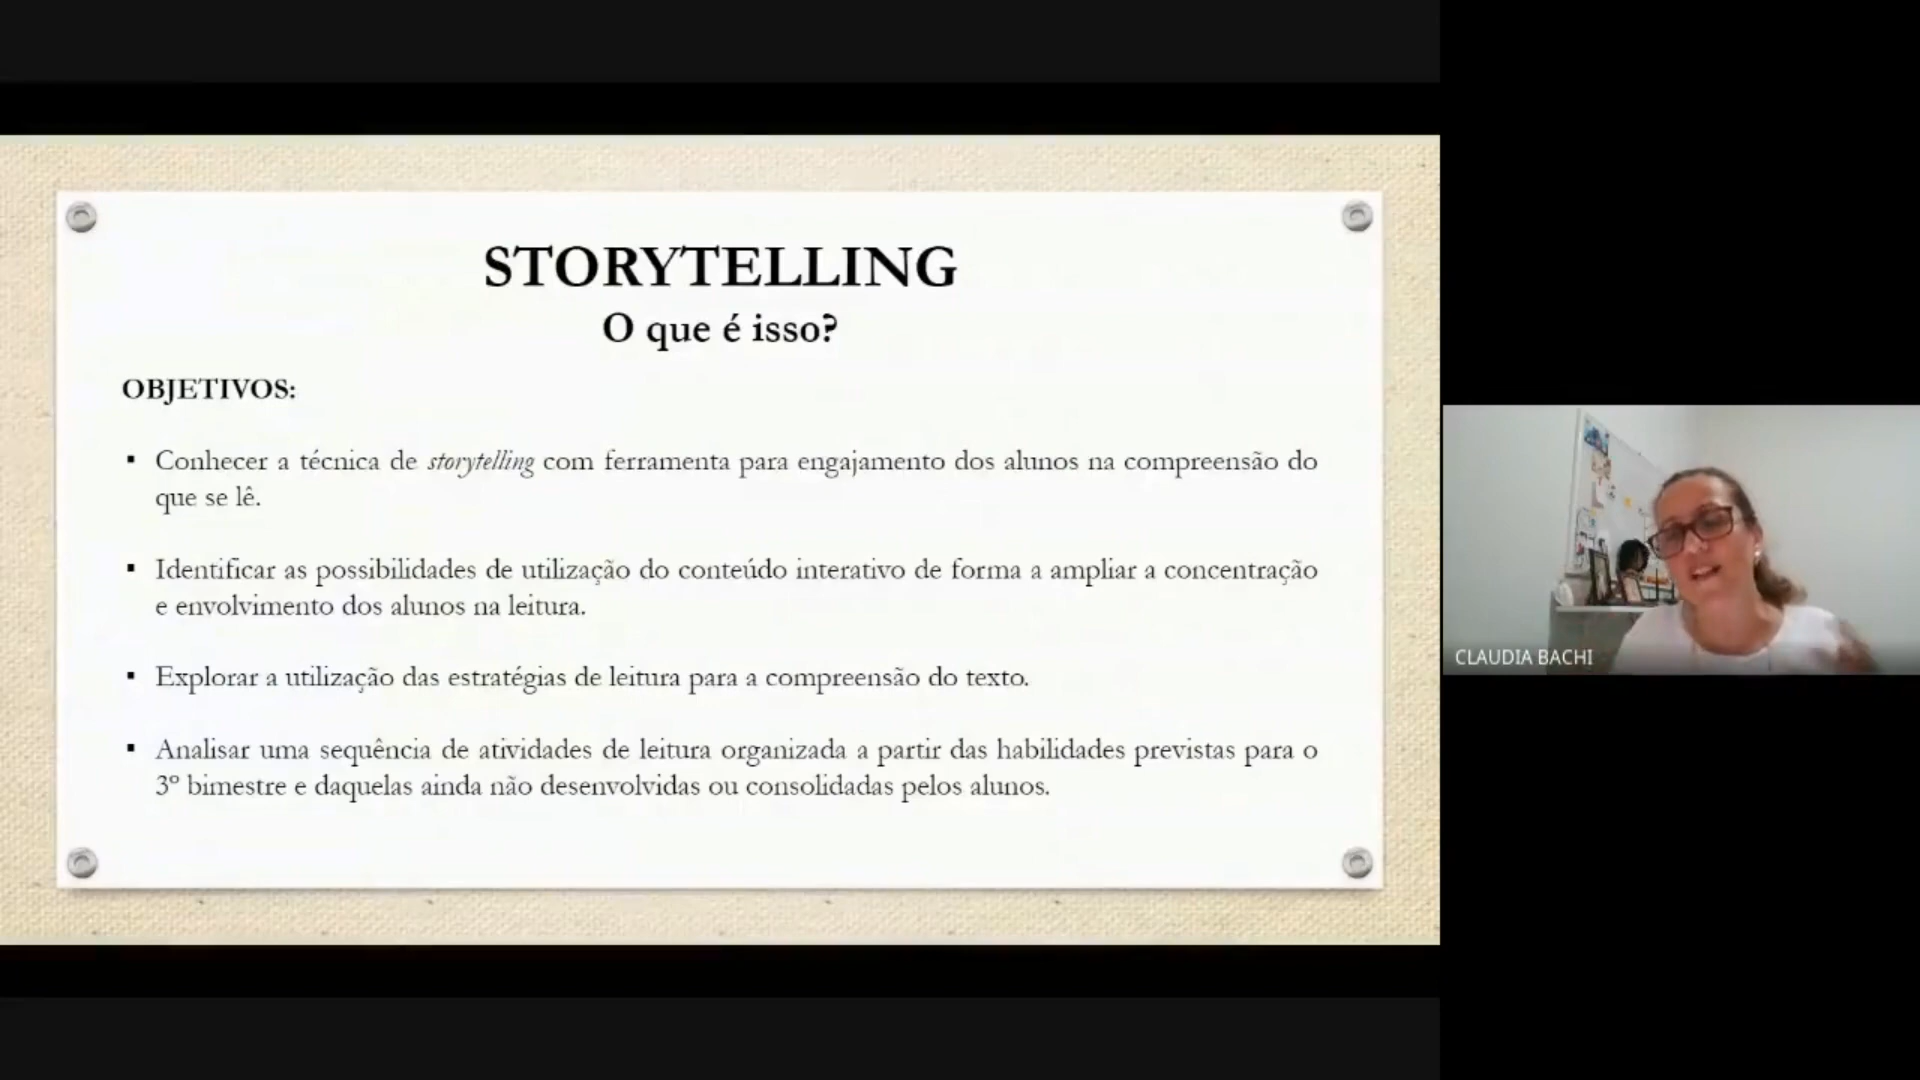 STORYTELLING
O que é isso?
OBJETIVOS:
▪ Conhecer a técnica de storytelling com ferramenta para engajamento dos alunos na compreensão do
que se lê.
▪ Identificar as possibilidades de utilização do conteúdo interativo de forma a ampliar a concentração
e envolvimento dos alunos na leitura.
▪ Explorar a utilização das estratégias de leitura para a compreensão do texto.
▪ Analisar uma sequência de atividades de leitura organizada a partir das habilidades previstas para o
3º bimestre e daquelas ainda não desenvolvidas ou consolidadas pelos alunos.
CLAUDIA BACHI